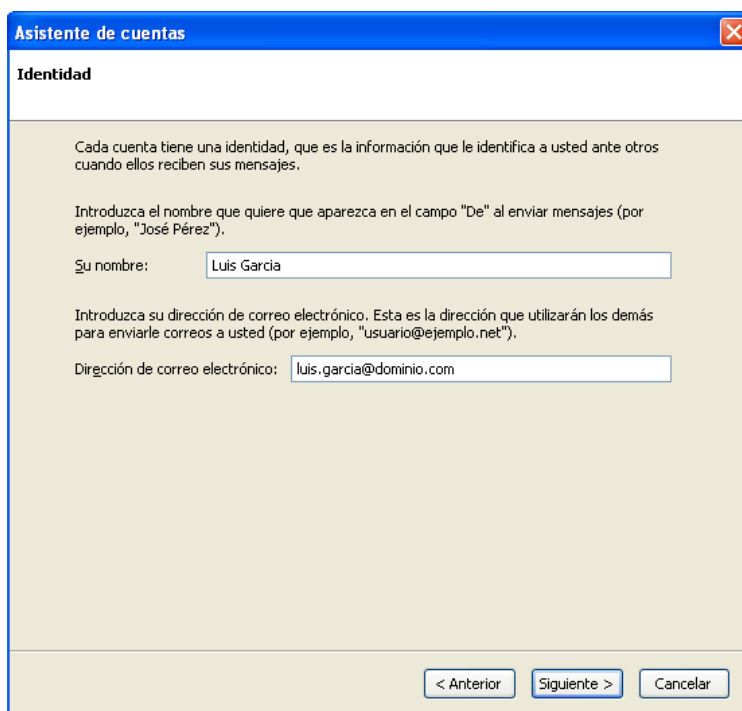 Asistente de cuentas
Identidad
Cada cuenta tiene una identidad, que es la información que le identifica a usted ante otros
cuando ellos reciben sus mensajes.
Introduzca el nombre que quiere que aparezca en el campo "De" al enviar mensajes (por
ejemplo, "José Pérez").
Su nombre: Luis Garcia
Introduzca su dirección de correo electrónico. Esta es la dirección que utilizarán los demás
para enviarle correos a usted (por ejemplo, "usuario@ejemplo.net").
Dirección de correo electrónico: luis.garcia@dominio.com
< Anterior Siguiente > Cancelar